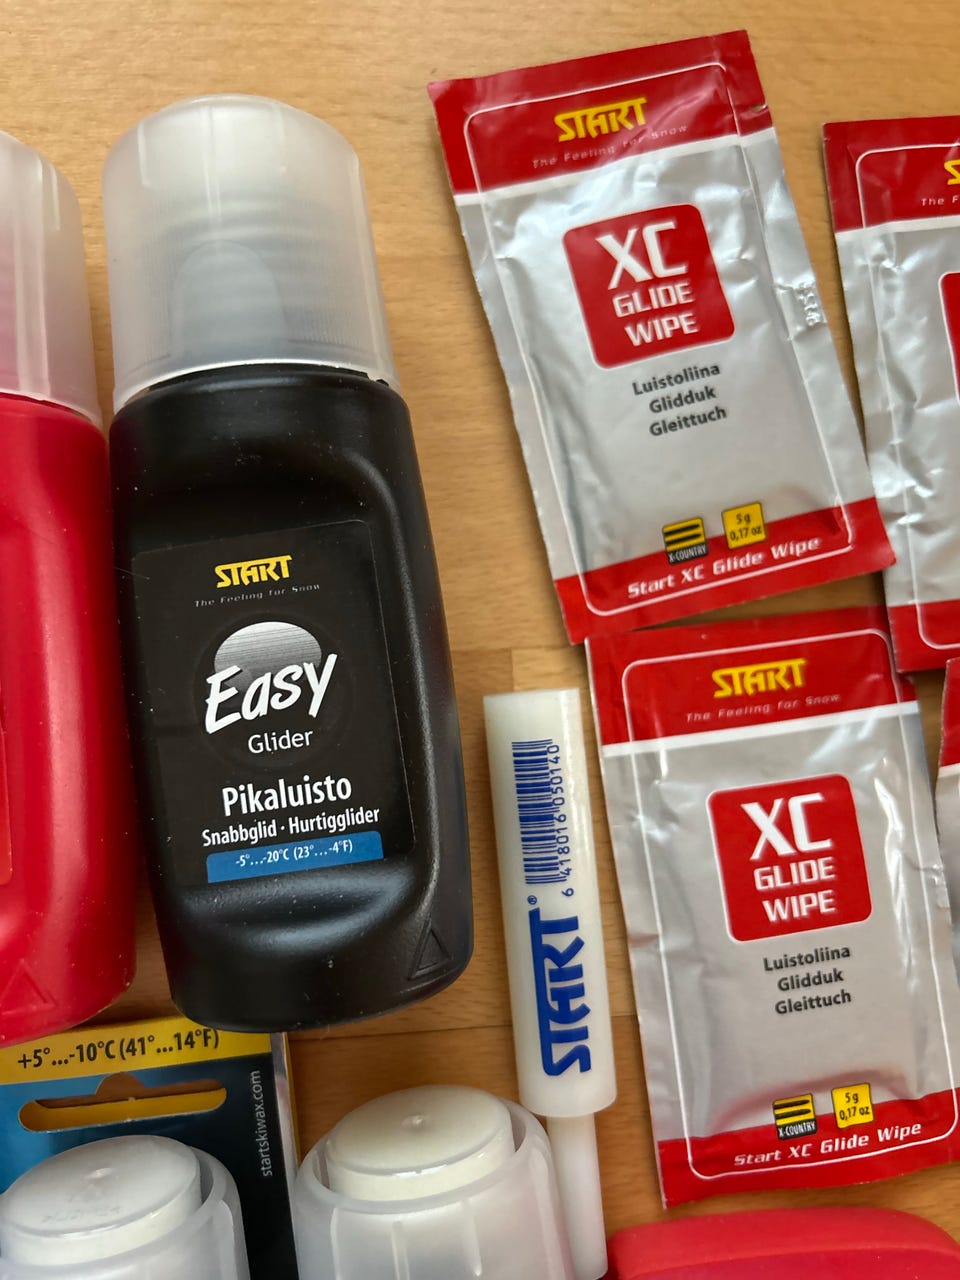 START
The Feeling for Snow
XC
GLIDE
WIPE
Luistoliina
Glidduk
Gleittuch
X-COUNTRY
5 g
0,17 oz
Start XC Glide Wipe
The F
START
The Feeling for Snow
Easy
Glider
Pikaluisto
Snabbglid · Hurtigglider
-5°...-20°C (23°...-4°F)
START®
6 418016 050140
START
The Feeling for Snow
XC
GLIDE
WIPE
Luistoliina
Glidduk
Gleittuch
X-COUNTRY
5 g
0,17 oz
Start XC Glide Wipe
+5°...-10°C (41°...14°F)
startskiwax.com